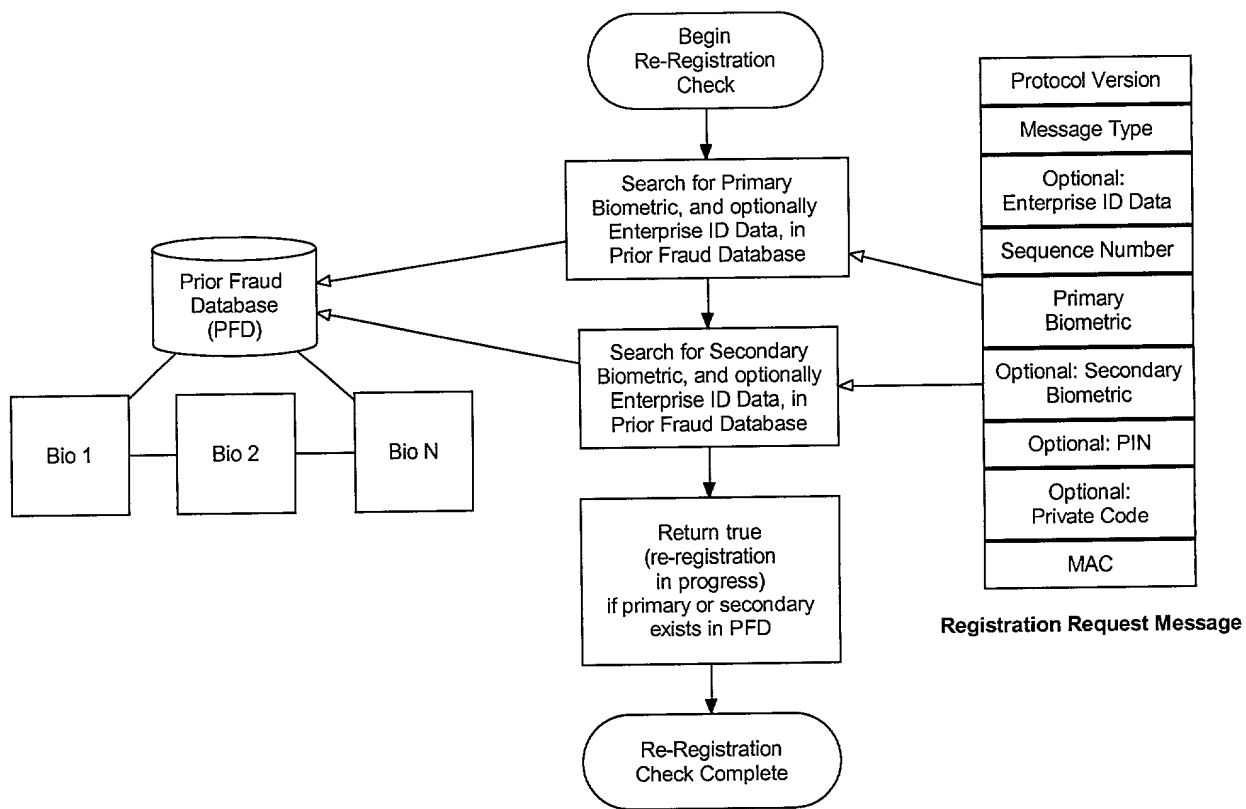 Begin
Re-Registration
Check
Search for Primary
Biometric, and optionally
Enterprise ID Data, in
Prior Fraud Database
Search for Secondary
Biometric, and optionally
Enterprise ID Data, in
Prior Fraud Database
Return true
(re-registration
in progress)
if primary or secondary
exists in PFD
Re-Registration
Check Complete
Prior Fraud
Database
(PFD)
Bio 1
Bio 2
Bio N
Protocol Version
Message Type
Optional:
Enterprise ID Data
Sequence Number
Primary
Biometric
Optional: Secondary
Biometric
Optional: PIN
Optional:
Private Code
MAC
Registration Request Message